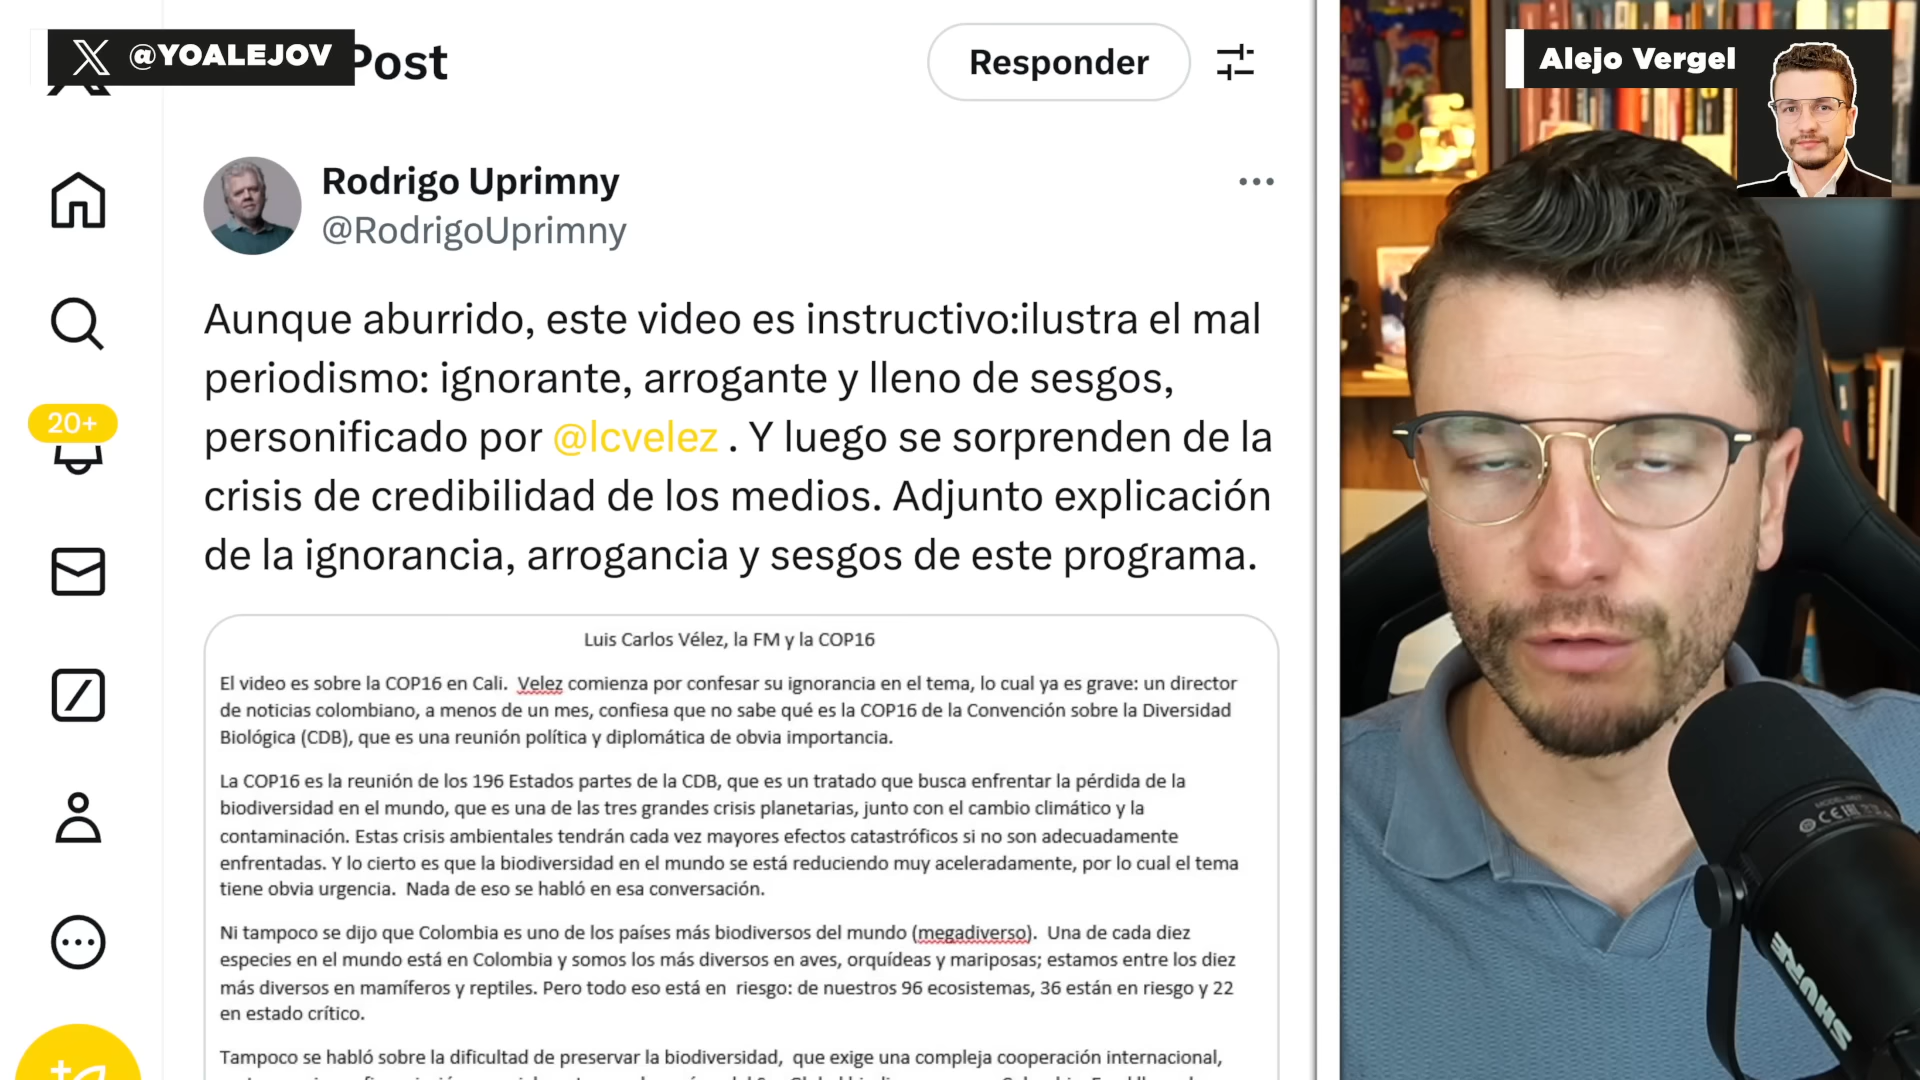 @YOALEJOV
Post
Responder
Alejo Vergel
Rodrigo Uprimny
@RodrigoUprimny
Aunque aburrido, este video es instructivo:ilustra el mal
periodismo: ignorante, arrogante y lleno de sesgos,
personificado por @lcvelez . Y luego se sorprenden de la
crisis de credibilidad de los medios. Adjunto explicación
de la ignorancia, arrogancia y sesgos de este programa.
20+
Luis Carlos Vélez, la FM y la COP16
El video es sobre la COP16 en Cali. Velez comienza por confesar su ignorancia en el tema, lo cual ya es grave: un director
de noticias colombiano, a menos de un mes, confiesa que no sabe qué es la COP16 de la Convención sobre la Diversidad
Biológica (CDB), que es una reunión política y diplomática de obvia importancia.
La COP16 es la reunión de los 196 Estados partes de la CDB, que es un tratado que busca enfrentar la pérdida de la
biodiversidad en el mundo, que es una de las tres grandes crisis planetarias, junto con el cambio climático y la
contaminación. Estas crisis ambientales tendrán cada vez mayores efectos catastróficos si no son adecuadamente
enfrentadas. Y lo cierto es que la biodiversidad en el mundo se está reduciendo muy aceleradamente, por lo cual el tema
tiene obvia urgencia. Nada de eso se habló en esa conversación.
Ni tampoco se dijo que Colombia es uno de los países más biodiversos del mundo (megadiverso). Una de cada diez
especies en el mundo está en Colombia y somos los más diversos en aves, orquídeas y mariposas; estamos entre los diez
más diversos en mamíferos y reptiles. Pero todo eso está en riesgo: de nuestros 96 ecosistemas, 36 están en riesgo y 22
en estado crítico.
Tampoco se habló sobre la dificultad de preservar la biodiversidad, que exige una compleja cooperación internacional,
SHURE